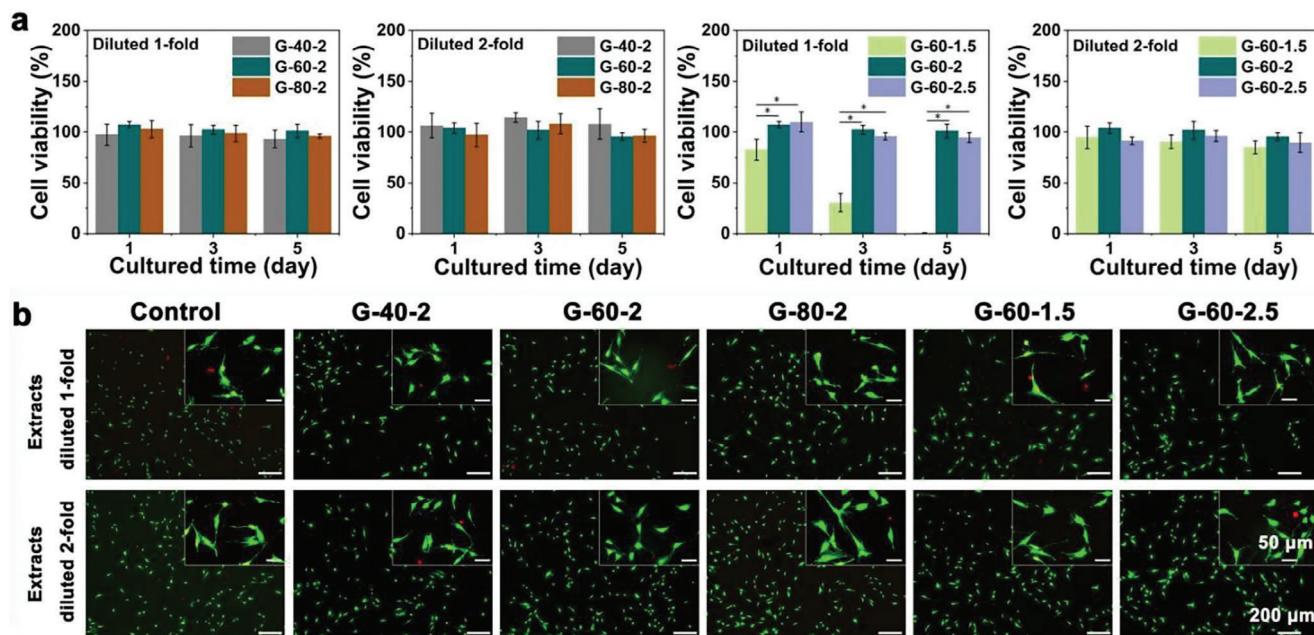 a
200
150
100
50
0
Cell viability (%)
Diluted 1-fold
G-40-2
G-60-2
G-80-2
1 3 5
Cultured time (day)
200
150
100
50
0
Cell viability (%)
Diluted 2-fold
G-40-2
G-60-2
G-80-2
1 3 5
Cultured time (day)
200
150
100
50
0
Cell viability (%)
Diluted 1-fold
G-60-1.5
G-60-2
G-60-2.5
* *
* *
* *
1 3 5
Cultured time (day)
200
150
100
50
0
Cell viability (%)
Diluted 2-fold
G-60-1.5
G-60-2
G-60-2.5
1 3 5
Cultured time (day)
b
Control G-40-2 G-60-2 G-80-2 G-60-1.5 G-60-2.5
Extracts
diluted 1-fold
Extracts
diluted 2-fold
50 μm
200 μm